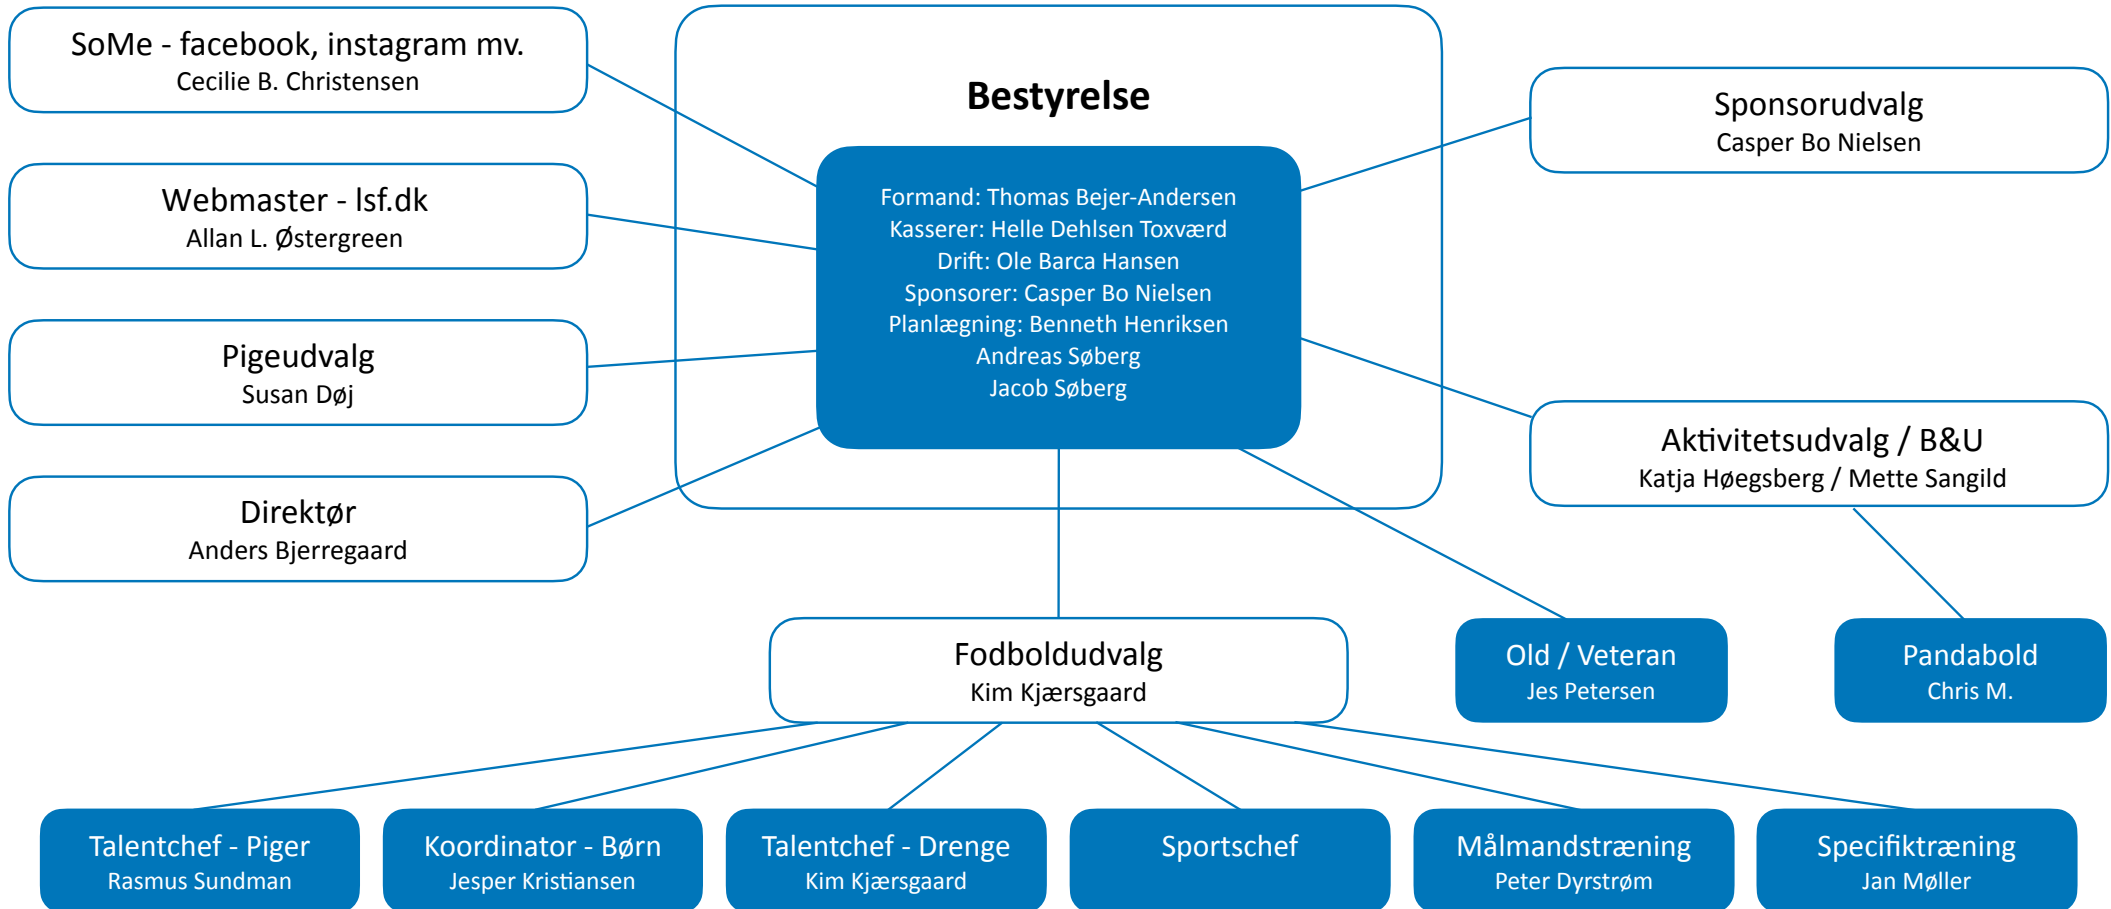 SoMe - facebook, instagram mv.
Cecilie B. Christensen
Webmaster - lsf.dk
Allan L. Østergreen
Pigeudvalg
Susan Døj
Direktør
Anders Bjerregaard
Bestyrelse
Formand: Thomas Bejer-Andersen
Kasserer: Helle Dehlsen Toxværd
Drift: Ole Barca Hansen
Sponsorer: Casper Bo Nielsen
Planlægning: Benneth Henriksen
Andreas Søberg
Jacob Søberg
Sponsorudvalg
Casper Bo Nielsen
Aktivitetsudvalg / B&U
Katja Høegsberg / Mette Sangild
Fodboldudvalg
Kim Kjærsgaard
Old / Veteran
Jes Petersen
Pandabold
Chris M.
Talentchef - Piger
Rasmus Sundman
Koordinator - Børn
Jesper Kristiansen
Talentchef - Drenge
Kim Kjærsgaard
Sportschef
Målmandstræning
Peter Dyrstrøm
Specifiktræning
Jan Møller